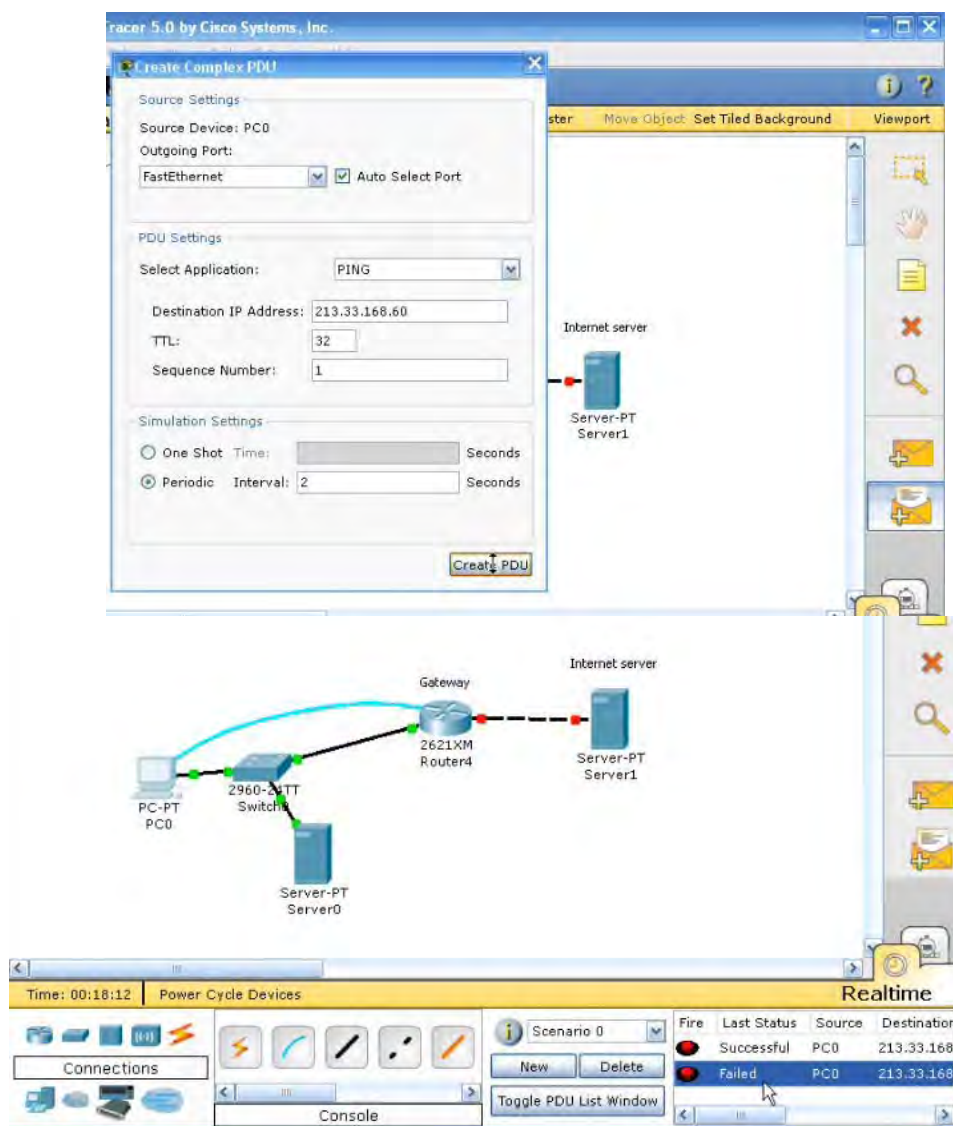 racer 5.0 by Cisco Systems, Inc.
Create Complex PDU
Source Settings
Source Device: PC0
Outgoing Port:
FastEthernet
Auto Select Port
ster Move Object Set Tiled Background Viewport
PDU Settings
Select Application: PING
Destination IP Address: 213.33.168.60
TTL: 32
Sequence Number: 1
Simulation Settings
One Shot Time: Seconds
Periodic Interval: 2 Seconds
Create PDU
Internet server
Server-PT
Server1
Internet server
Gateway
2621XM
Router4
Server-PT
Server1
2960-24TT
Switch0
PC-PT
PC0
Server-PT
Server0
Time: 00:18:12 Power Cycle Devices Realtime
Connections
Console
Scenario 0
New Delete
Toggle PDU List Window
Fire Last Status Source Destination
Successful PC0 213.33.168
Failed PC0 213.33.168